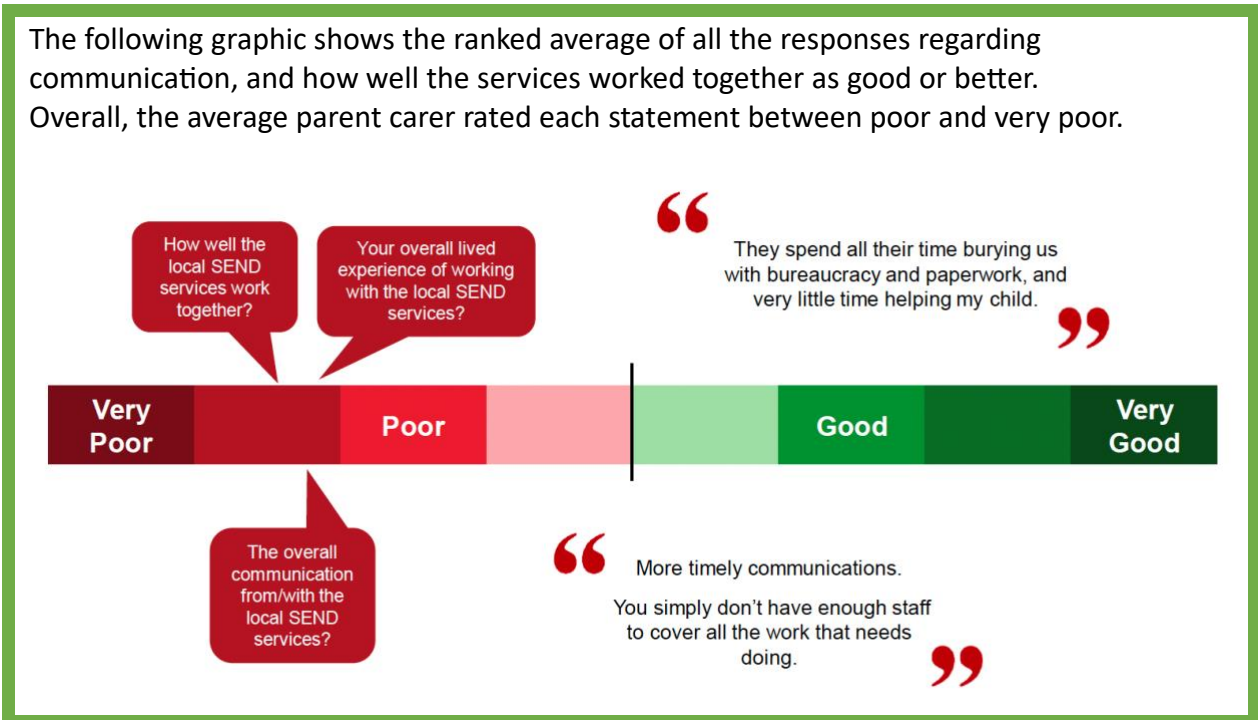 The following graphic shows the ranked average of all the responses regarding
communication, and how well the services worked together as good or better.
Overall, the average parent carer rated each statement between poor and very poor.
How well the
local SEND
services work
together?
Your overall lived
experience of working
with the local SEND
services?
“
They spend all their time burying us
with bureaucracy and paperwork, and
very little time helping my child.
”
Very
Poor
Poor
Good
Very
Good
The overall
communication
from/with the
local SEND
services?
“
More timely communications.
You simply don’t have enough staff
to cover all the work that needs
doing.
”